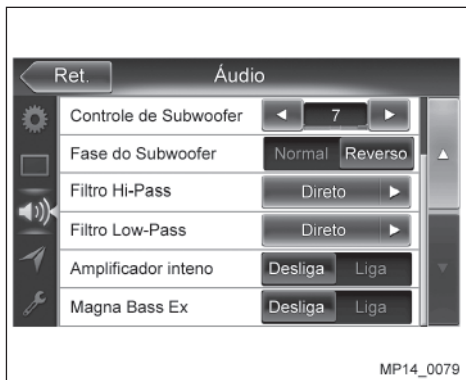 Ret. Áudio
Controle de Subwoofer 7
Fase do Subwoofer Normal Reverso
Filtro Hi-Pass Direto
Filtro Low-Pass Direto
Amplificador inteno Desliga Liga
Magna Bass Ex Desliga Liga
MP14_0079